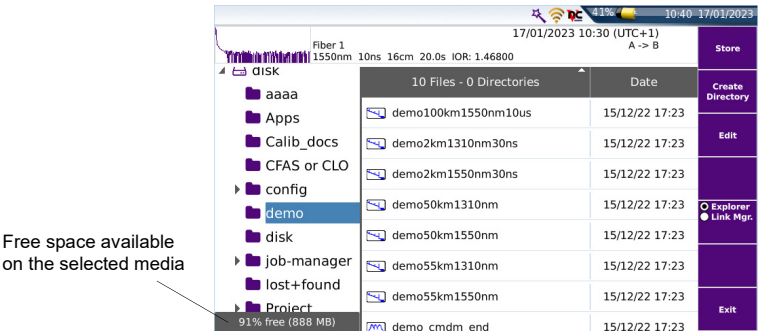 41% 10:40 17/01/2023
17/01/2023 10:30 (UTC+1)
Fiber 1 A -> B
1550nm 10ns 16cm 20.0s IOR: 1.46800
Store
disk
10 Files - 0 Directories Date
aaaa
Create
Directory
Apps
demo100km1550nm10us 15/12/22 17:23
Calib_docs
Edit
demo2km1310nm30ns 15/12/22 17:23
CFAS or CLO
demo2km1550nm30ns 15/12/22 17:23
config
demo50km1310nm 15/12/22 17:23
Explorer
Link Mgr.
demo
disk
demo50km1550nm 15/12/22 17:23
Free space available
on the selected media
job-manager
demo55km1310nm 15/12/22 17:23
lost+found
demo55km1550nm 15/12/22 17:23
Project
Exit
91% free (888 MB)
demo_cmdm_end 15/12/22 17:23